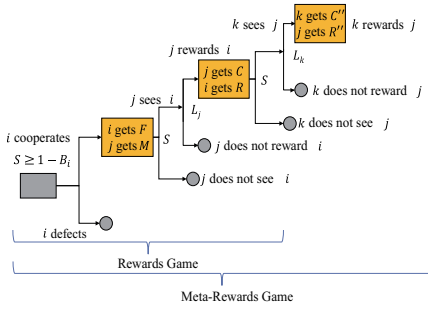 k sees j
k gets C′′
j gets R′′
k rewards j
L_k
j rewards i
j gets C
i gets R
S
k does not reward j
j sees i
L_j
k does not see j
i cooperates
i gets F
j gets M
S
j does not reward i
S ≥ 1 − B_i
j does not see i
i defects
Rewards Game
Meta-Rewards Game